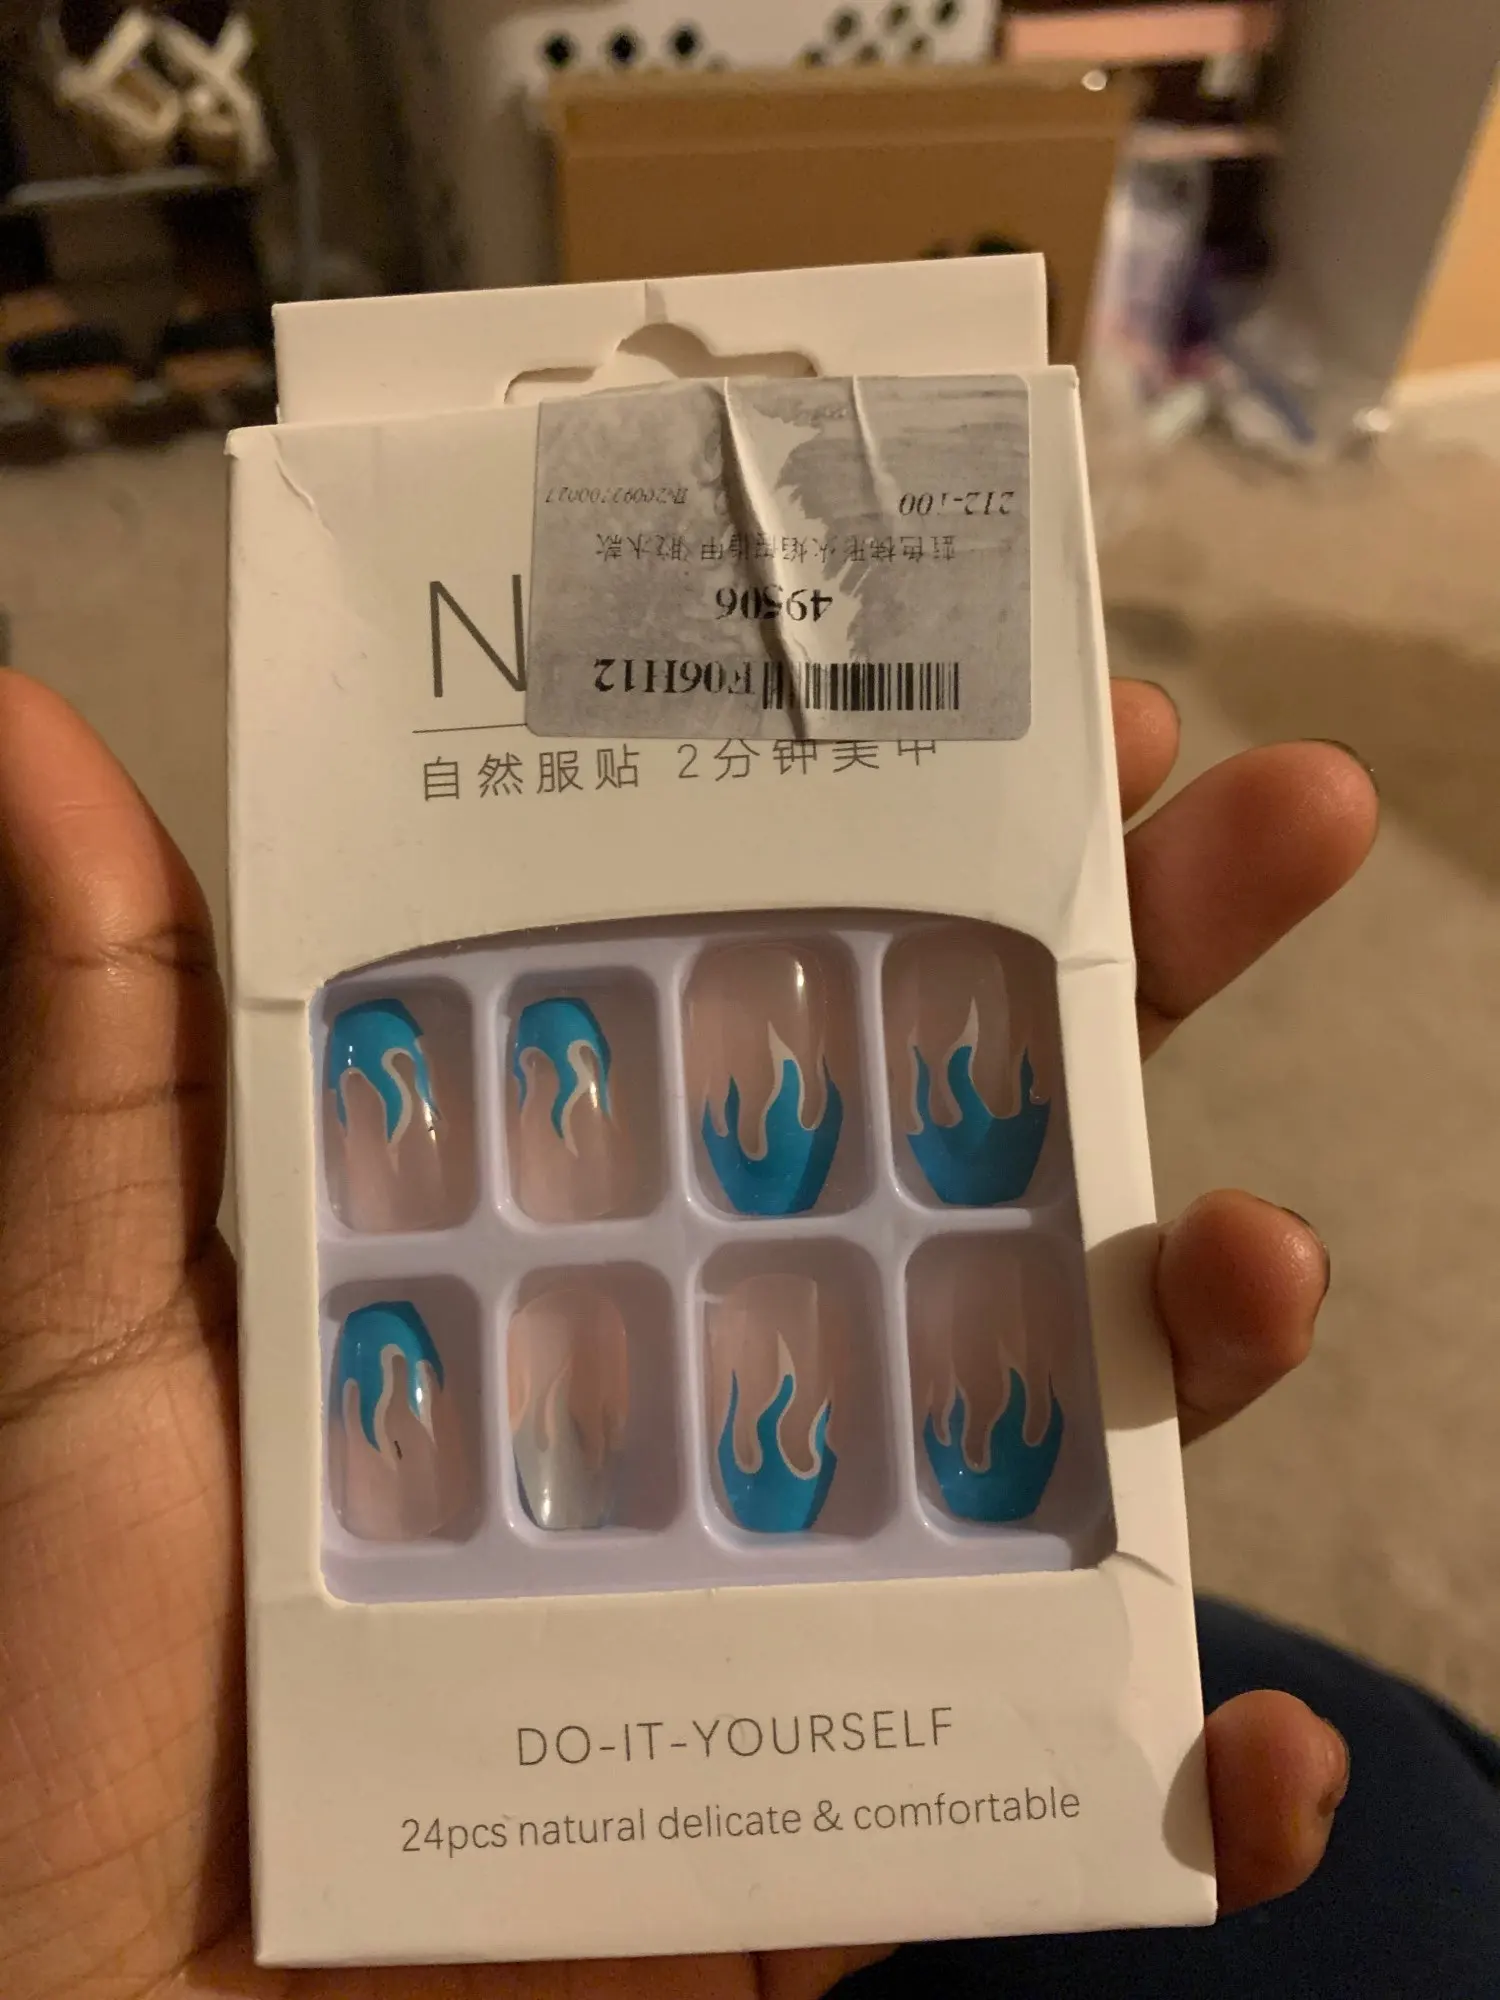 F06H12
49506
212-100
自然服贴 2分钟美甲
DO-IT-YOURSELF
24pcs natural delicate & comfortable